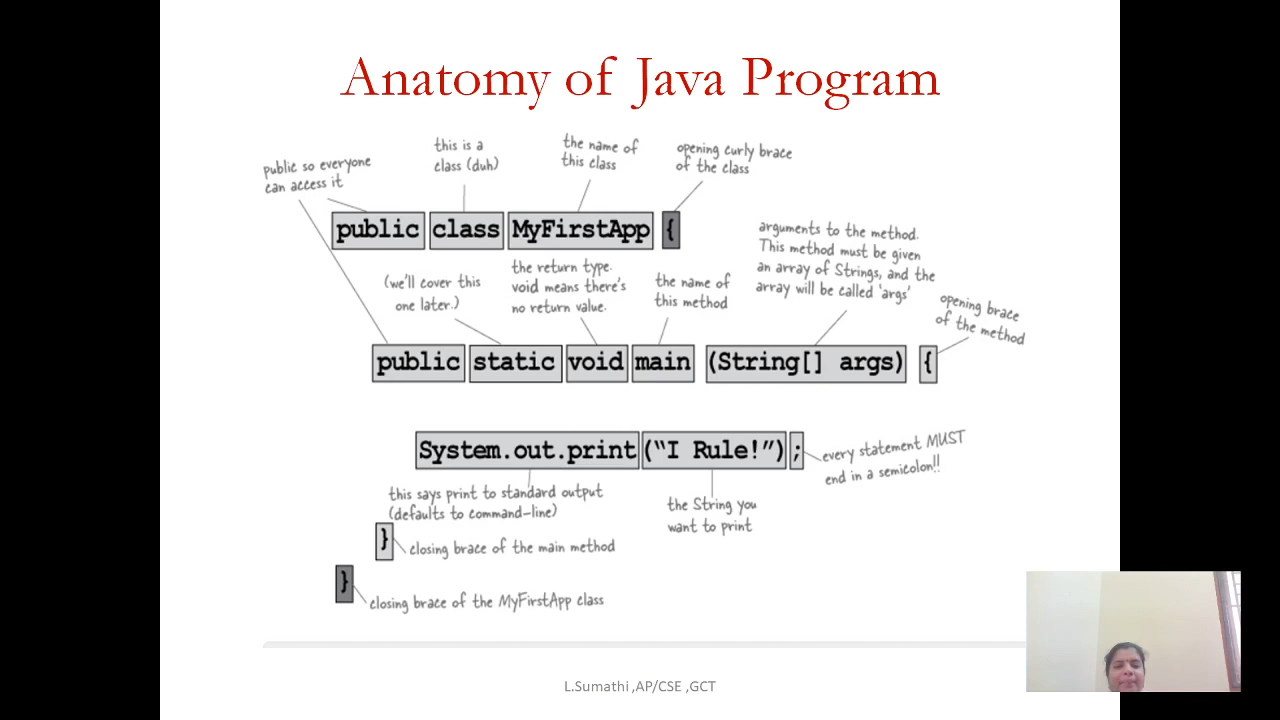 Anatomy of Java Program
public so everyone
can access it
this is a
class (duh)
the name of
this class
opening curly brace
of the class
public class MyFirstApp {
(we'll cover this
one later.)
the return type.
void means there's
no return value.
the name of
this method
arguments to the method.
This method must be given
an array of Strings, and the
array will be called 'args'
opening brace
of the method
public static void main (String[] args) {
System.out.print(“I Rule!”);
every statement MUST
end in a semicolon!!
this says print to standard output
(defaults to command-line)
the String you
want to print
}
closing brace of the main method
}
closing brace of the MyFirstApp class
L.Sumathi ,AP/CSE ,GCT